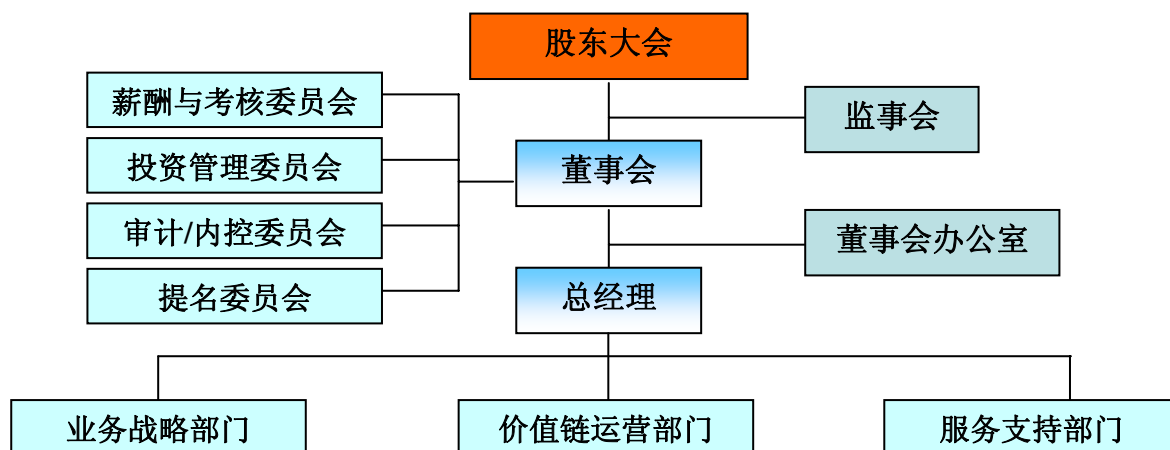 股东大会
薪酬与考核委员会
监事会
投资管理委员会
董事会
审计/内控委员会
董事会办公室
提名委员会
总经理
业务战略部门
价值链运营部门
服务支持部门